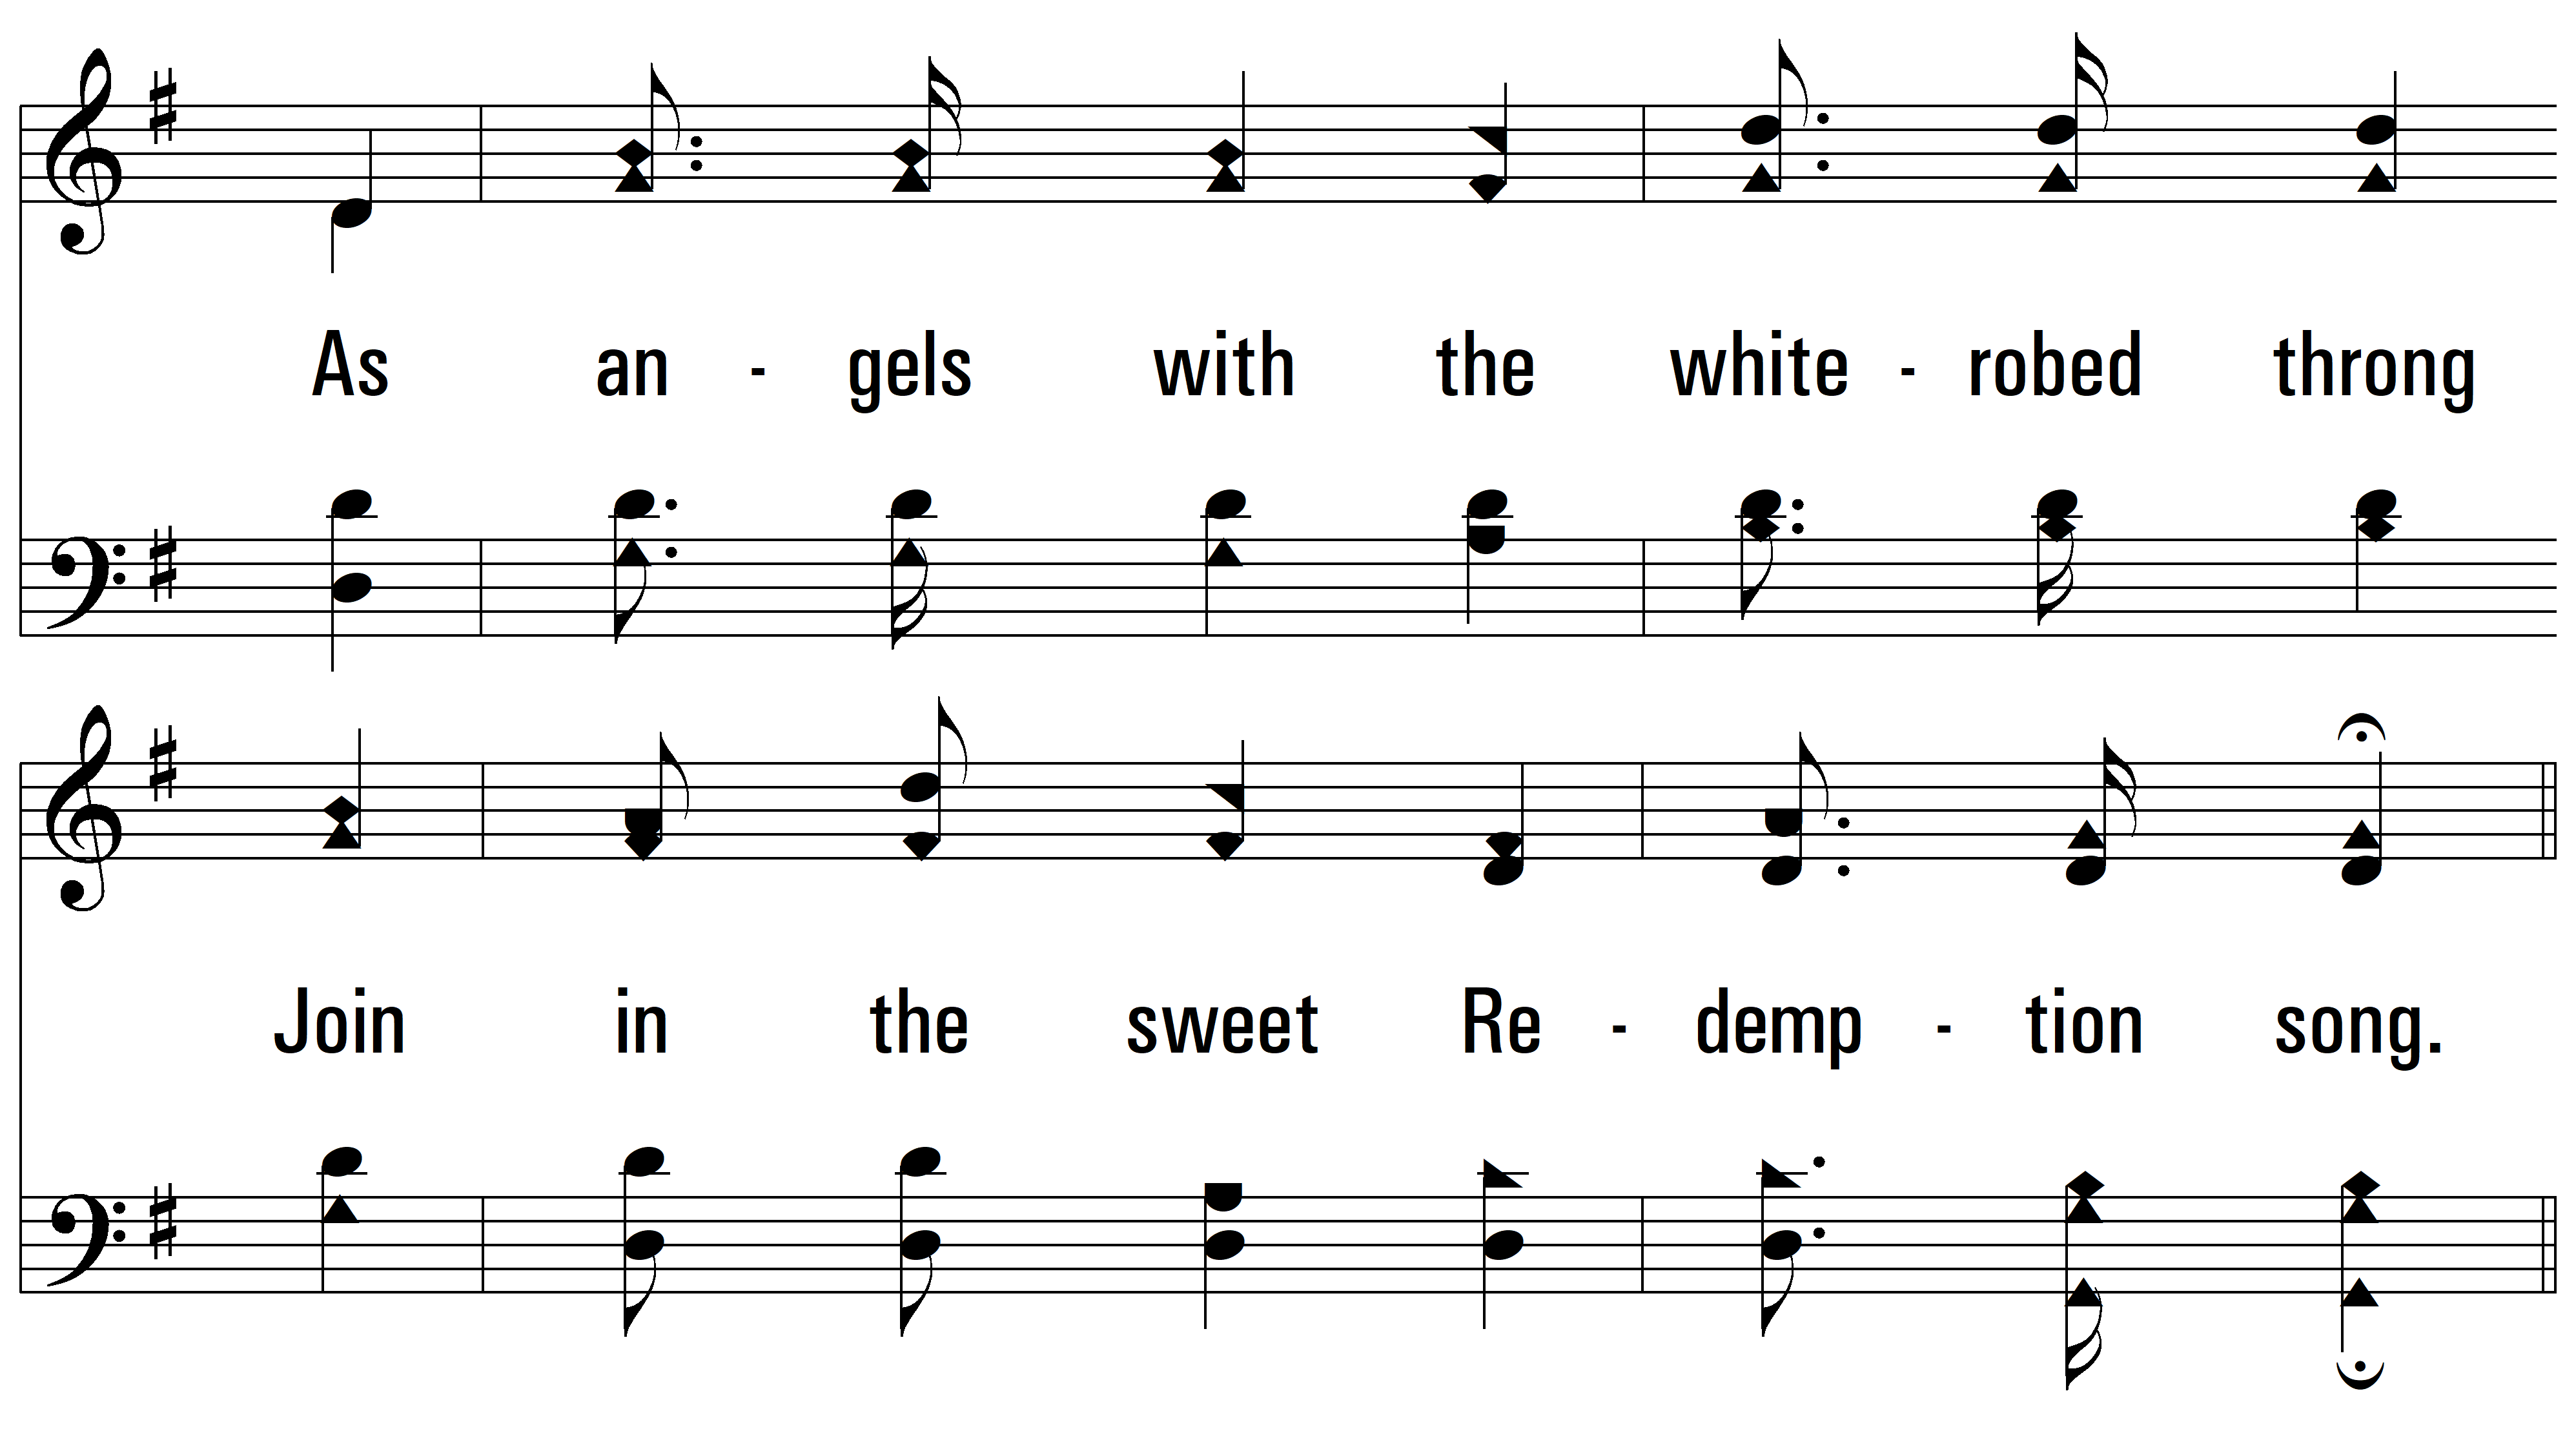 As an - gels with the white - robed throng
Join in the sweet Re - demp - tion song.